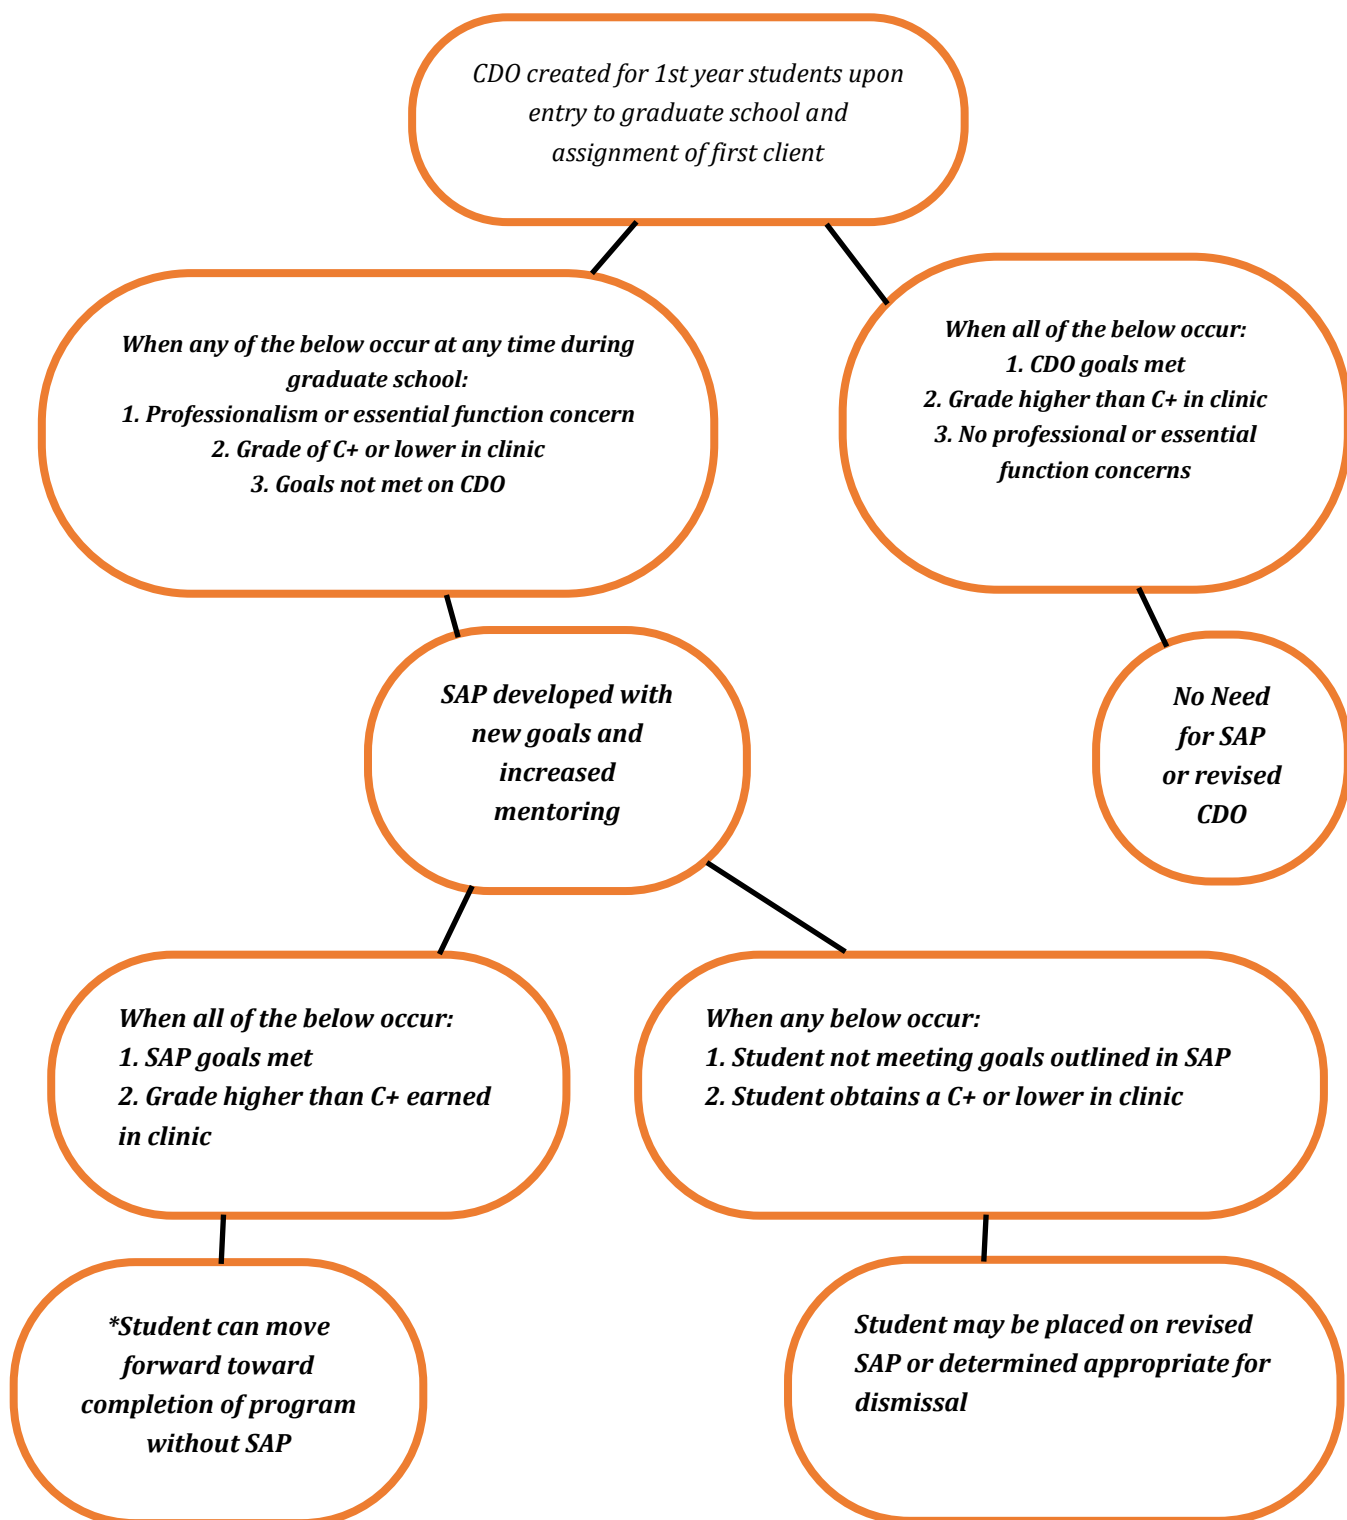 CDO created for 1st year students upon
entry to graduate school and
assignment of first client
When any of the below occur at any time during
graduate school:
1. Professionalism or essential function concern
2. Grade of C+ or lower in clinic
3. Goals not met on CDO
When all of the below occur:
1. CDO goals met
2. Grade higher than C+ in clinic
3. No professional or essential
function concerns
SAP developed with
new goals and
increased
mentoring
No Need
for SAP
or revised
CDO
When all of the below occur:
1. SAP goals met
2. Grade higher than C+ earned
in clinic
When any below occur:
1. Student not meeting goals outlined in SAP
2. Student obtains a C+ or lower in clinic
*Student can move
forward toward
completion of program
without SAP
Student may be placed on revised
SAP or determined appropriate for
dismissal